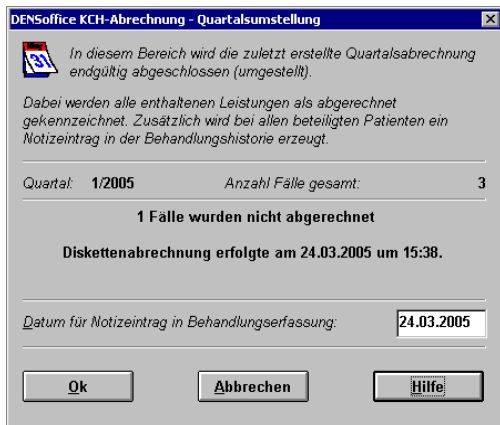 DENSoffice KCH-Abrechnung - Quartalsumstellung
31
In diesem Bereich wird die zuletzt erstellte Quartalsabrechnung
endgültig abgeschlossen (umgestellt).
Dabei werden alle enthaltenen Leistungen als abgerechnet
gekennzeichnet. Zusätzlich wird bei allen beteiligten Patienten ein
Notizeintrag in der Behandlungshistorie erzeugt.
Quartal: 1/2005 Anzahl Fälle gesamt: 3
1 Fälle wurden nicht abgerechnet
Diskettenabrechnung erfolgte am 24.03.2005 um 15:38.
Datum für Notizeintrag in Behandlungserfassung: 24.03.2005
Ok Abbrechen Hilfe